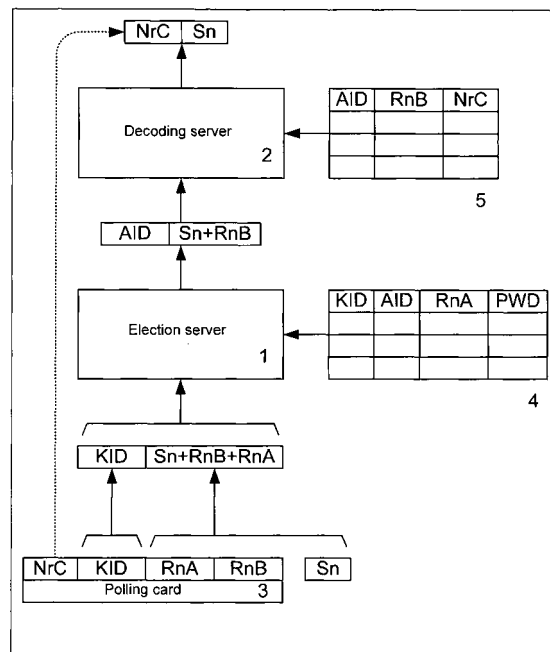 NrC Sn
AID RnB NrC
Decoding server
2
5
AID Sn+RnB
KID AID RnA PWD
Election server
1
4
KID Sn+RnB+RnA
NrC KID RnA RnB Sn
Polling card 3